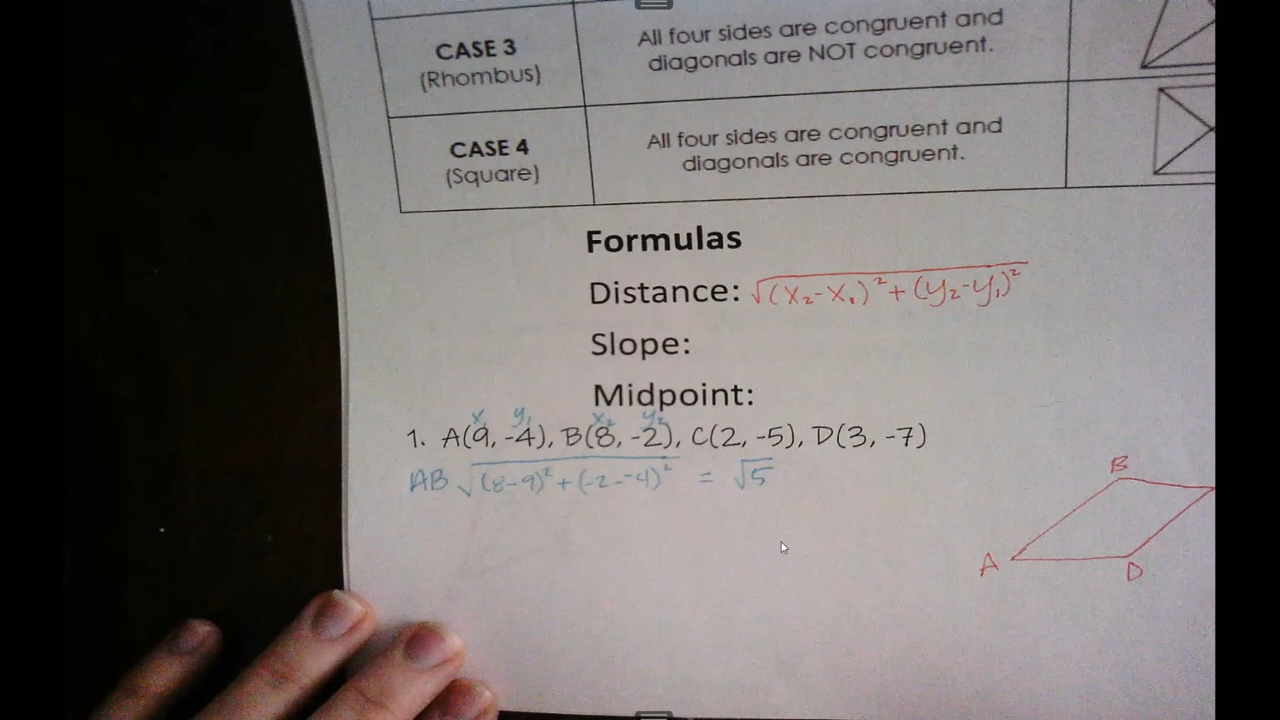 CASE 3
(Rhombus)
All four sides are congruent and
diagonals are NOT congruent.
CASE 4
(Square)
All four sides are congruent and
diagonals are congruent.
Formulas
Distance: √(x₂-x₁)²+(y₂-y₁)²
Slope:
Midpoint:
x₁ y₁ x₂ y₂
1. A(9, -4), B(8, -2), C(2, -5), D(3, -7)
AB √(8-9)²+(-2--4)² = √5
B
A
D